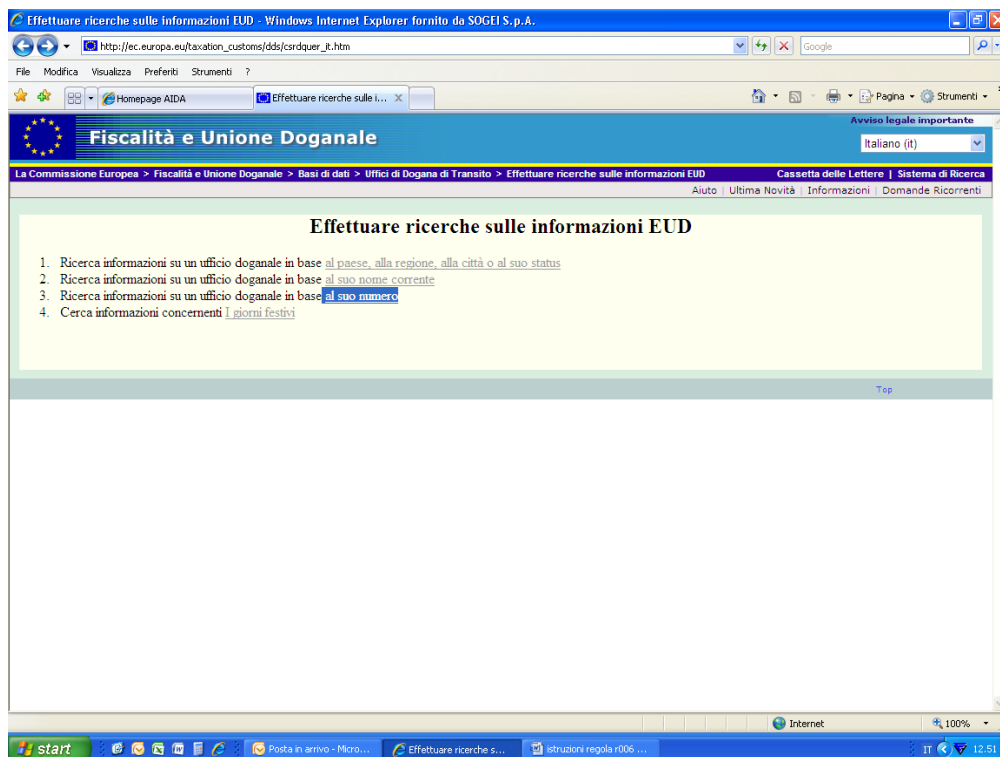 Effettuare ricerche sulle informazioni EUD - Windows Internet Explorer fornito da SOGEI S.p.A.
http://ec.europa.eu/taxation_customs/dds/csrdquer_it.htm
Google
File Modifica Visualizza Preferiti Strumenti ?
Homepage AIDA
Effettuare ricerche sulle i...
Pagina
Strumenti
Avviso legale importante
Fiscalità e Unione Doganale
Italiano (it)
La Commissione Europea > Fiscalità e Unione Doganale > Basi di dati > Uffici di Dogana di Transito > Effettuare ricerche sulle informazioni EUD
Cassetta delle Lettere | Sistema di Ricerca
Aiuto | Ultima Novità | Informazioni | Domande Ricorrenti
Effettuare ricerche sulle informazioni EUD
1. Ricerca informazioni su un ufficio doganale in base al paese, alla regione, alla città o al suo status
2. Ricerca informazioni su un ufficio doganale in base al suo nome corrente
3. Ricerca informazioni su un ufficio doganale in base al suo numero
4. Cerca informazioni concernenti I giorni festivi
Top
Internet
100%
start
Posta in arrivo - Micro...
Effettuare ricerche s...
istruzioni regola r006 ...
IT
12.51